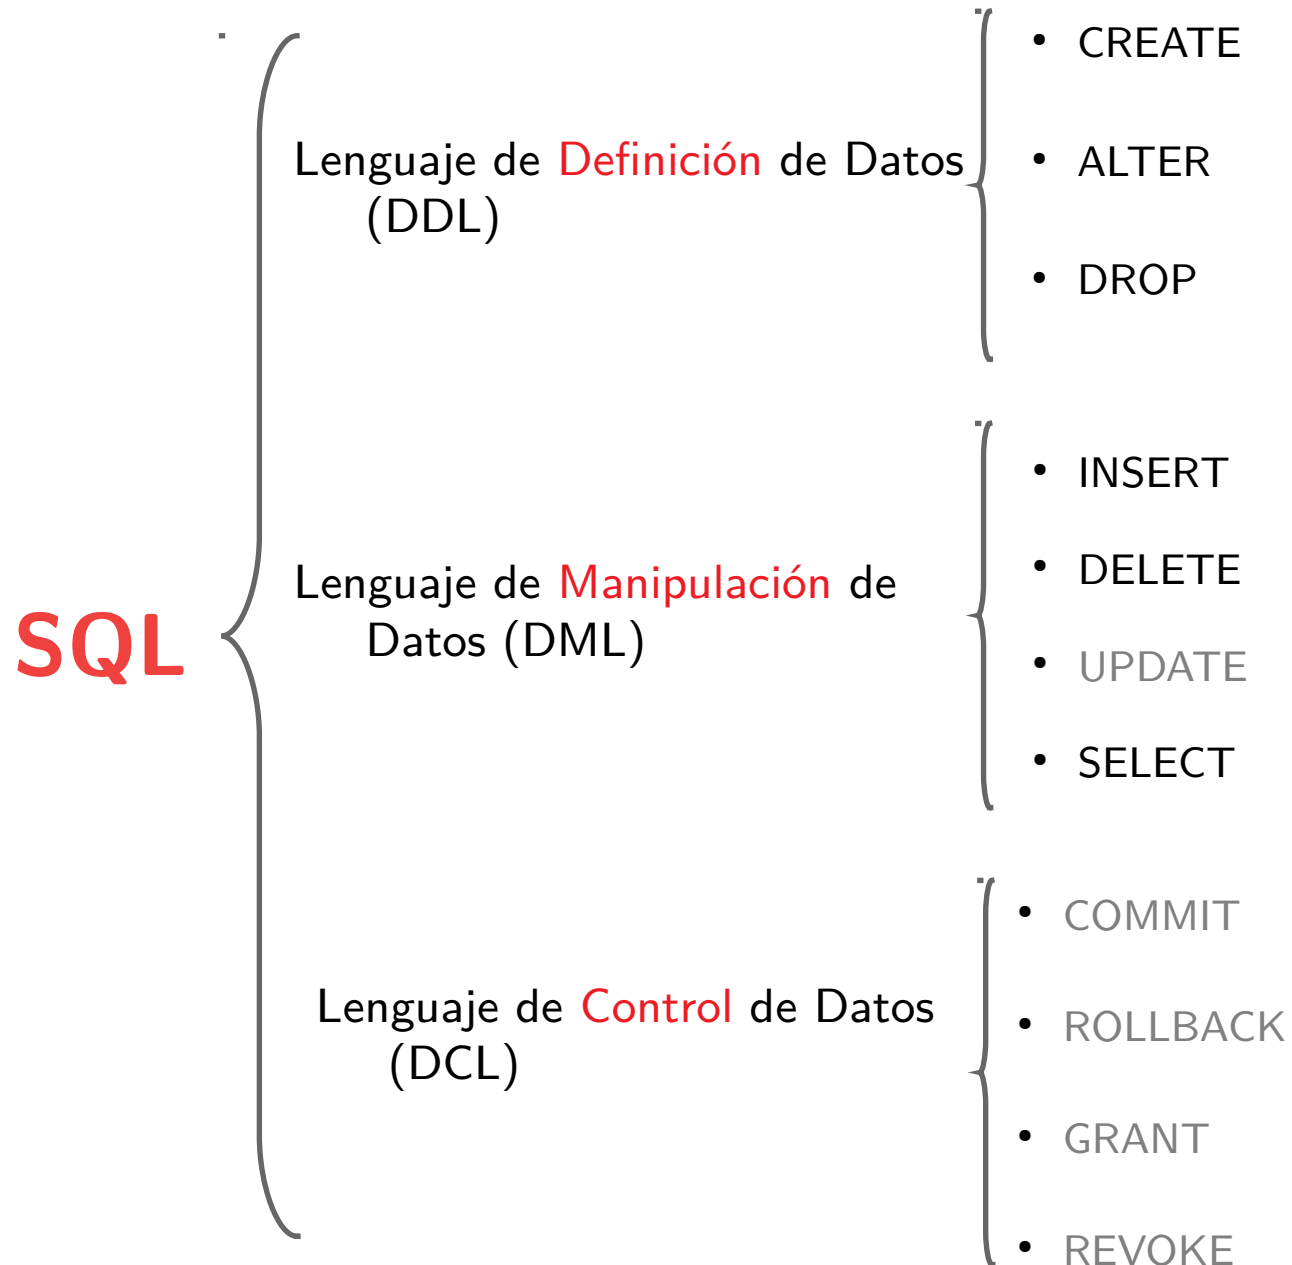 SQL
Lenguaje de Definición de Datos
(DDL)
• CREATE
• ALTER
• DROP
Lenguaje de Manipulación de
Datos (DML)
• INSERT
• DELETE
• UPDATE
• SELECT
Lenguaje de Control de Datos
(DCL)
• COMMIT
• ROLLBACK
• GRANT
• REVOKE